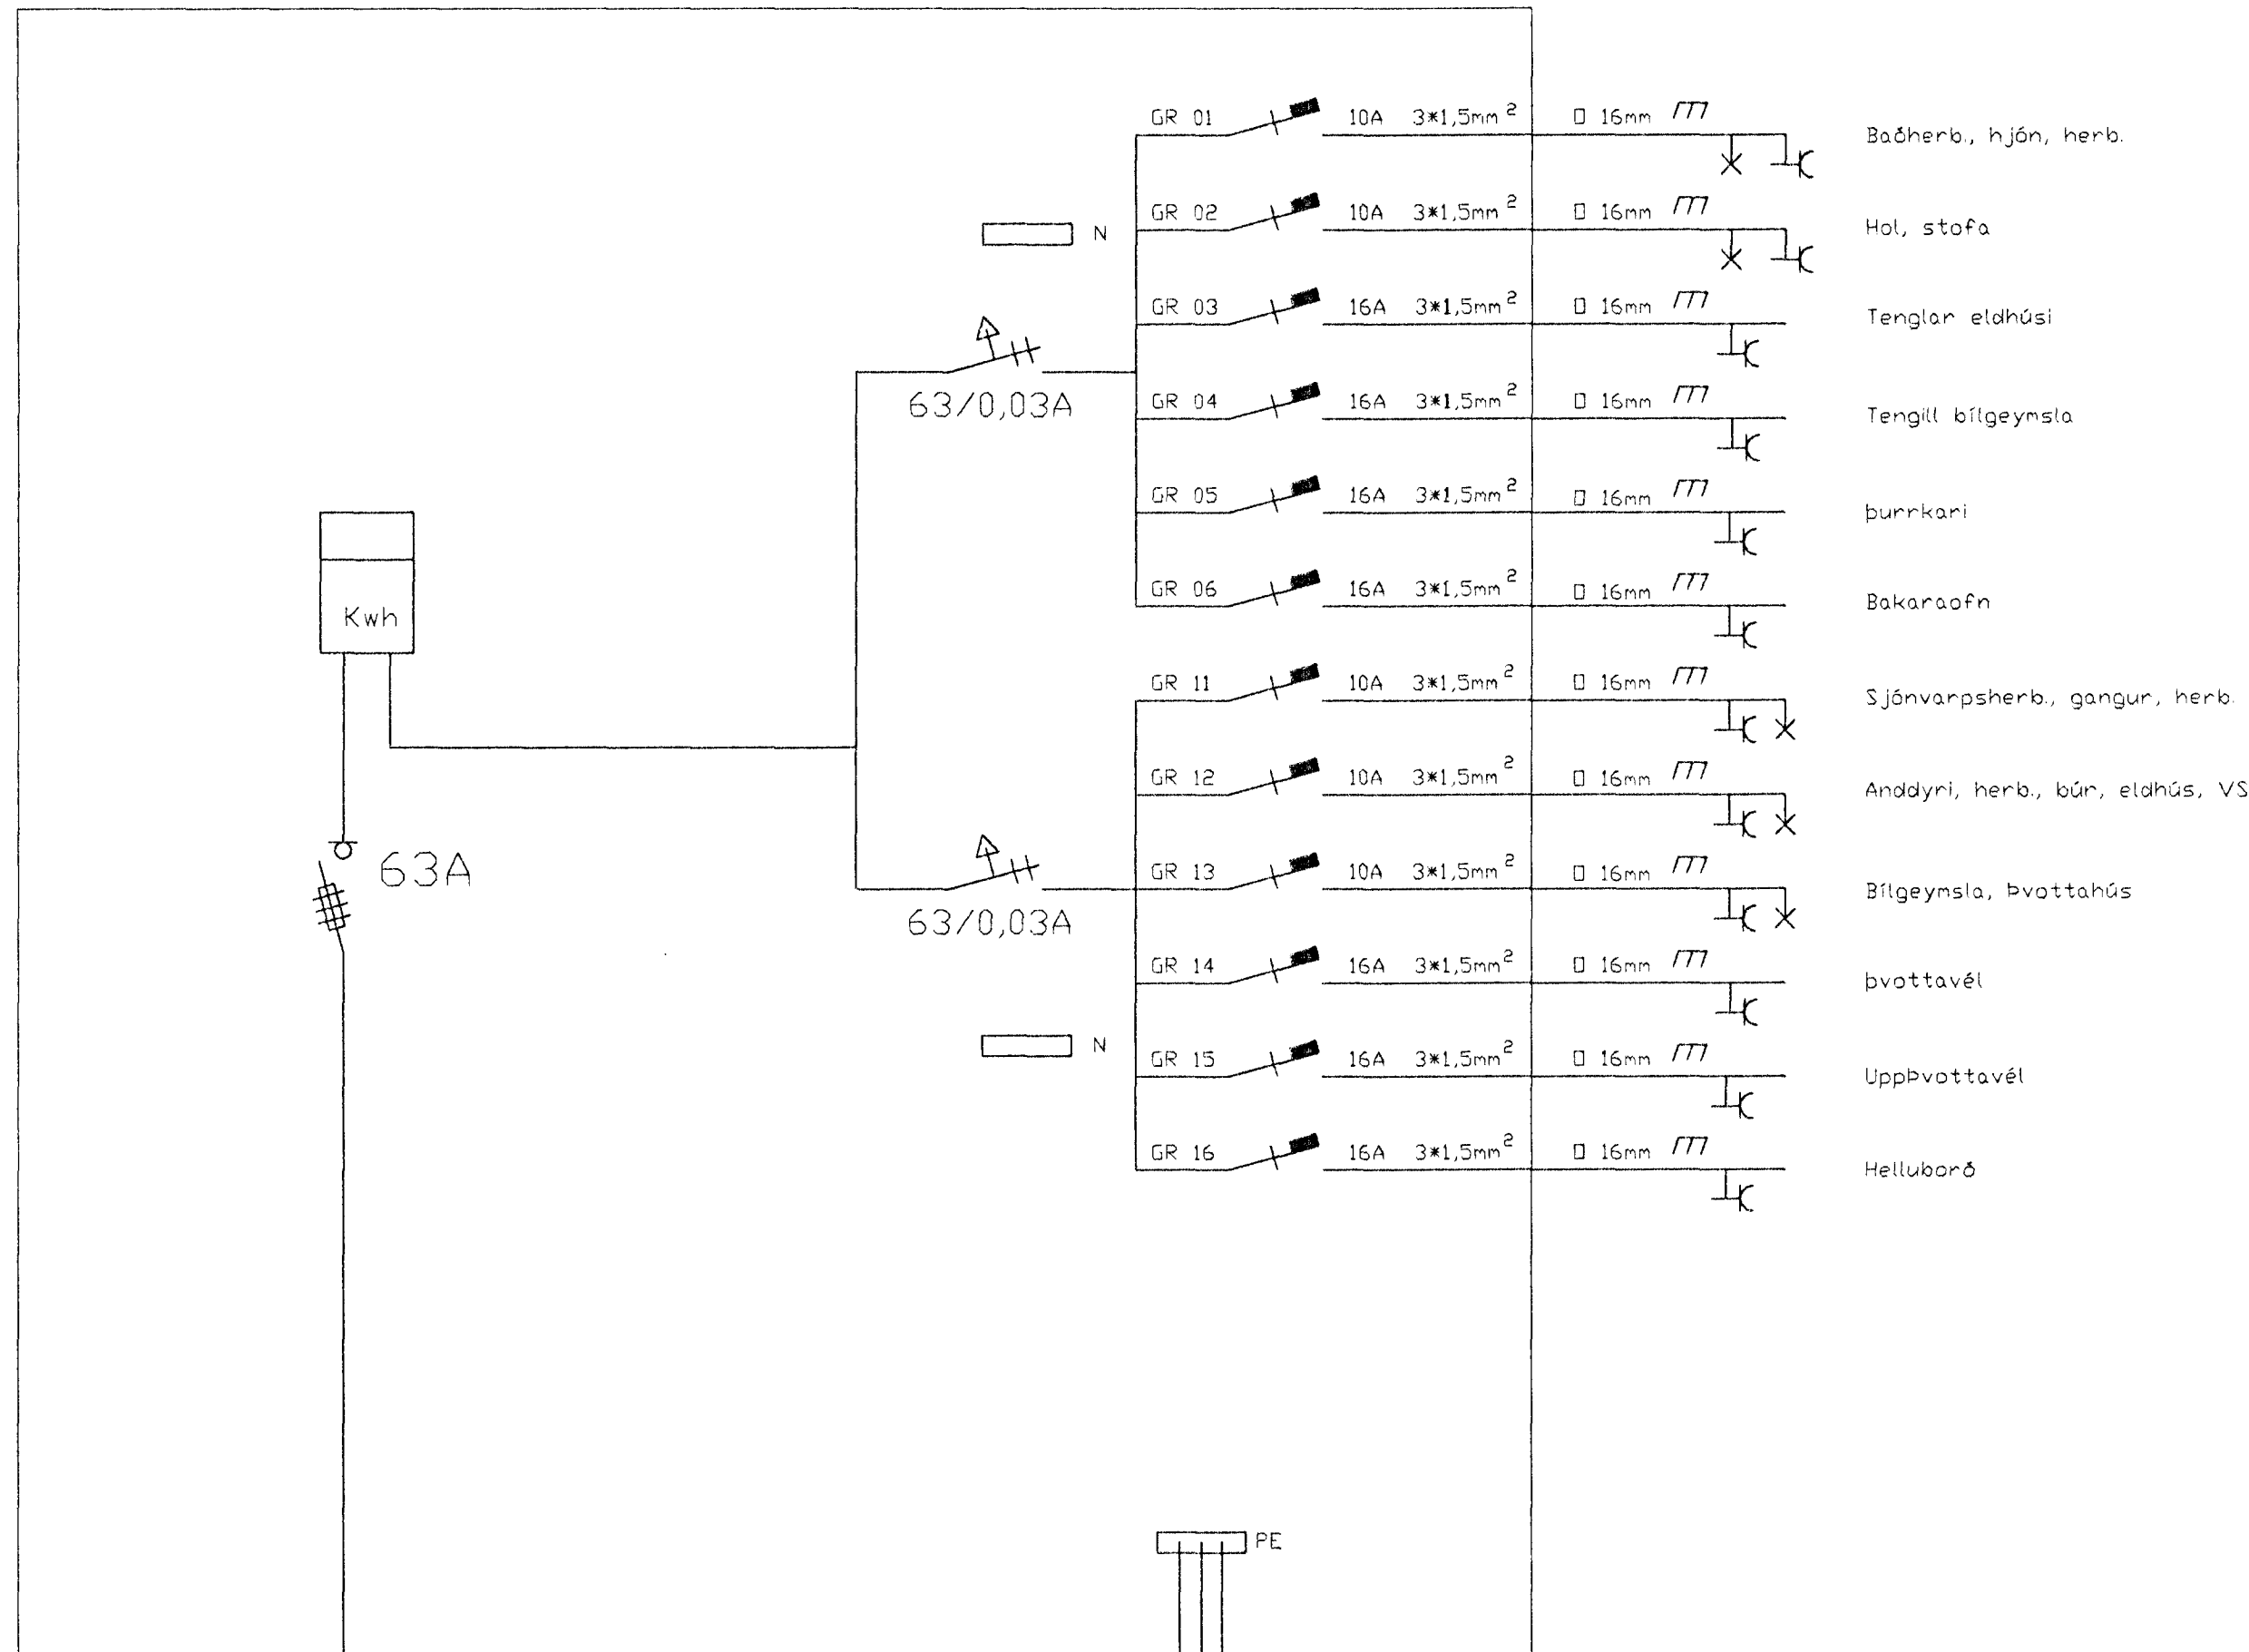 GR 01 10A 3*1,5mm² 16mm Baðherb., hjón, herb.
GR 02 10A 3*1,5mm² 16mm Hol, stofa
N
GR 03 16A 3*1,5mm² 16mm Tenglar eldhúsi
63/0,03A
GR 04 16A 3*1,5mm² 16mm Tengill bílgeymsla
GR 05 16A 3*1,5mm² 16mm þurrkari
GR 06 16A 3*1,5mm² 16mm Bakaraofn
Kwh
GR 11 10A 3*1,5mm² 16mm Sjónvarpsherb., gangur, herb.
GR 12 10A 3*1,5mm² 16mm Anddyri, herb., búr, eldhús, VS
63A
GR 13 10A 3*1,5mm² 16mm Bílgeymsla, Þvottahús
63/0,03A
GR 14 16A 3*1,5mm² 16mm þvottavél
N
GR 15 16A 3*1,5mm² 16mm UppÞvottavél
GR 16 16A 3*1,5mm² 16mm Helluborð
PE